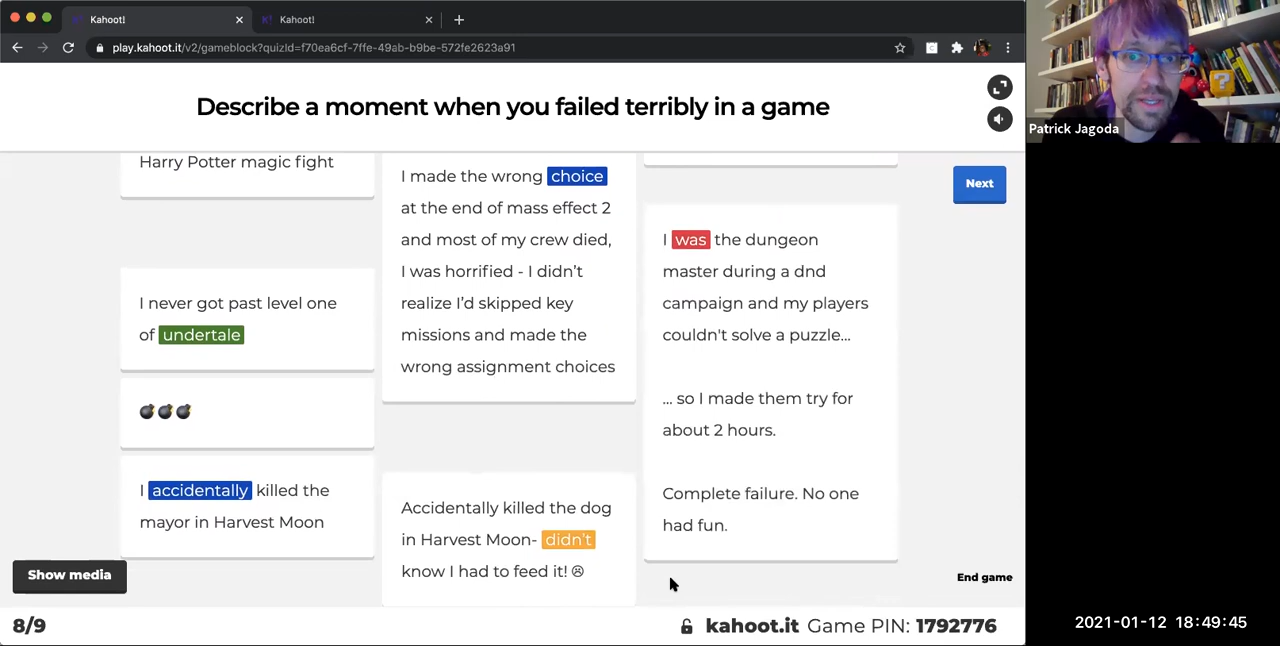 Kahoot!
Kahoot!
play.kahoot.it/v2/gameblock?quizId=f70ea6cf-7ffe-49ab-b9be-572fe2623a91
Describe a moment when you failed terribly in a game
Patrick Jagoda
Next
Harry Potter magic fight
I never got past level one
of undertale
💣💣💣
I accidentally killed the
mayor in Harvest Moon
I made the wrong choice
at the end of mass effect 2
and most of my crew died,
I was horrified - I didn’t
realize I’d skipped key
missions and made the
wrong assignment choices
Accidentally killed the dog
in Harvest Moon- didn’t
know I had to feed it! ☹
I was the dungeon
master during a dnd
campaign and my players
couldn't solve a puzzle...
... so I made them try for
about 2 hours.
Complete failure. No one
had fun.
Show media
End game
8/9
kahoot.it Game PIN: 1792776
2021-01-12 18:49:45